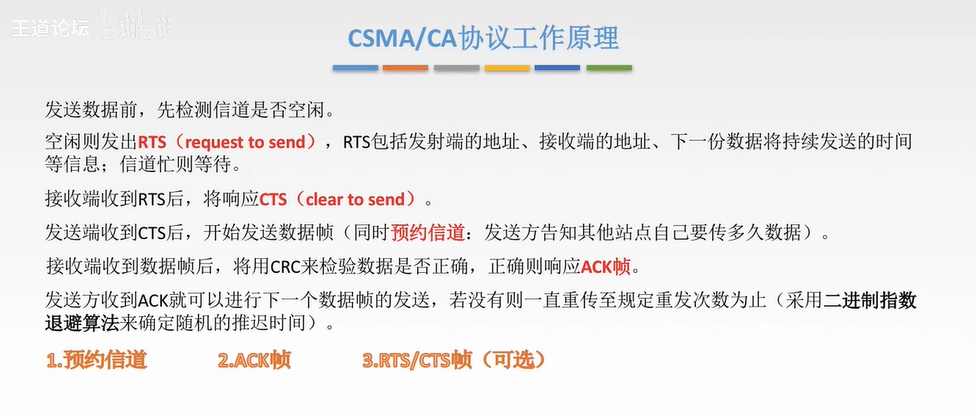 王道论坛
CSMA/CA协议工作原理
发送数据前，先检测信道是否空闲。
空闲则发出RTS（request to send），RTS包括发射端的地址、接收端的地址、下一份数据将持续发送的时间
等信息；信道忙则等待。
接收端收到RTS后，将响应CTS（clear to send）。
发送端收到CTS后，开始发送数据帧（同时预约信道：发送方告知其他站点自己要传多久数据）。
接收端收到数据帧后，将用CRC来检验数据是否正确，正确则响应ACK帧。
发送方收到ACK就可以进行下一个数据帧的发送，若没有则一直重传至规定重发次数为止（采用二进制指数
退避算法来确定随机的推迟时间）。
1.预约信道 2.ACK帧 3.RTS/CTS帧（可选）